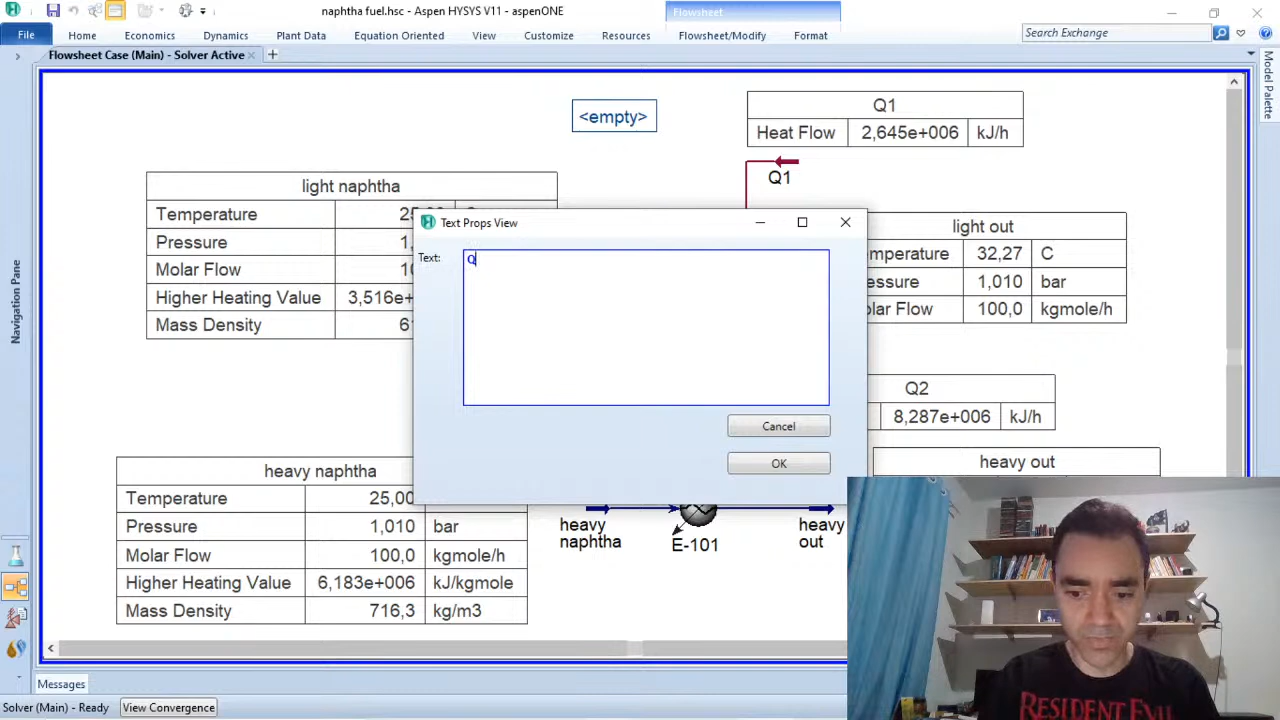 naphtha fuel.hsc - Aspen HYSYS V11 - aspenONE
Flowsheet
File Home Economics Dynamics Plant Data Equation Oriented View Customize Resources Flowsheet/Modify Format
Search Exchange
Flowsheet Case (Main) - Solver Active
Navigation Pane
Model Palette
<empty>
Q1
Heat Flow 2,645e+006 kJ/h
Q1
light naphtha
Temperature
Pressure 1,
Molar Flow
Higher Heating Value 3,516e+
Mass Density
Text Props View
Text: Q
Cancel
OK
light out
32,27 C
1,010 bar
100,0 kgmole/h
Q2
8,287e+006 kJ/h
heavy out
heavy naphtha
Temperature 25,00
Pressure 1,010 bar
Molar Flow 100,0 kgmole/h
Higher Heating Value 6,183e+006 kJ/kgmole
Mass Density 716,3 kg/m3
heavy
naphtha
E-101
heavy
out
Messages
Solver (Main) - Ready View Convergence
RESIDENT EVIL